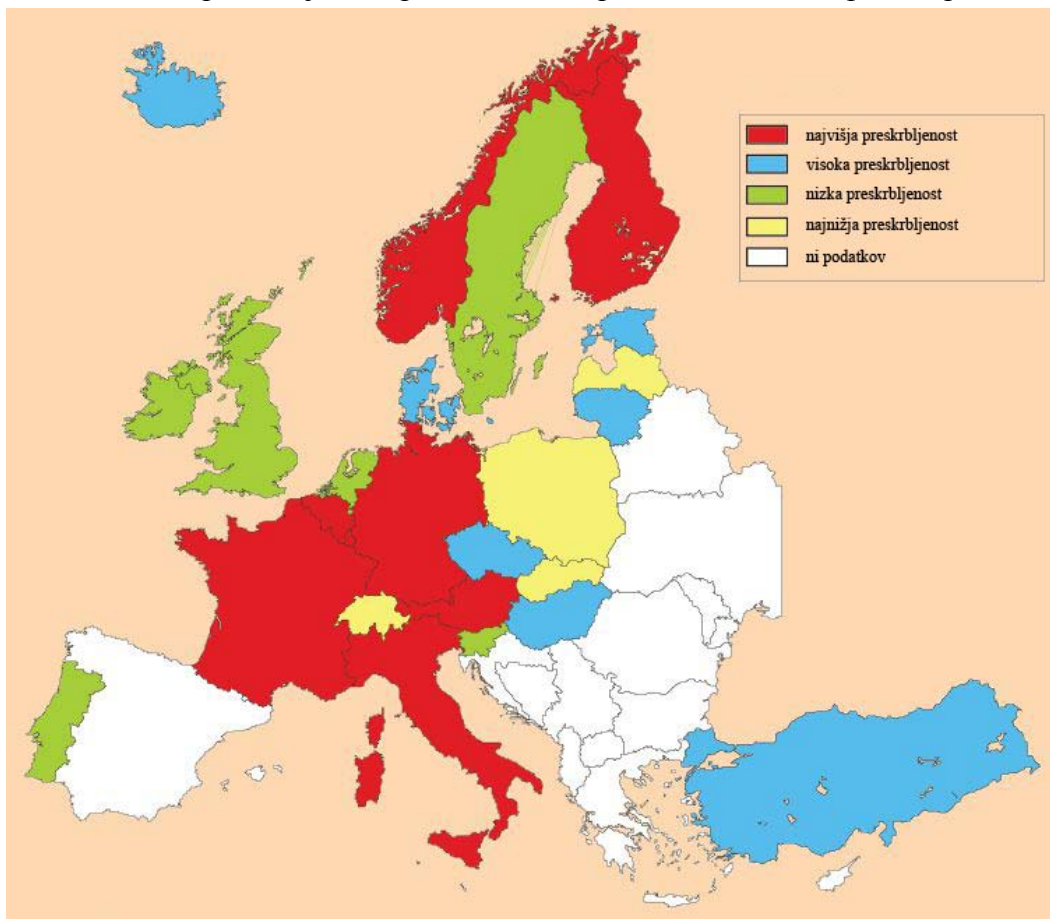 najvišja preskrbljenost
visoka preskrbljenost
nizka preskrbljenost
najnižja preskrbljenost
ni podatkov